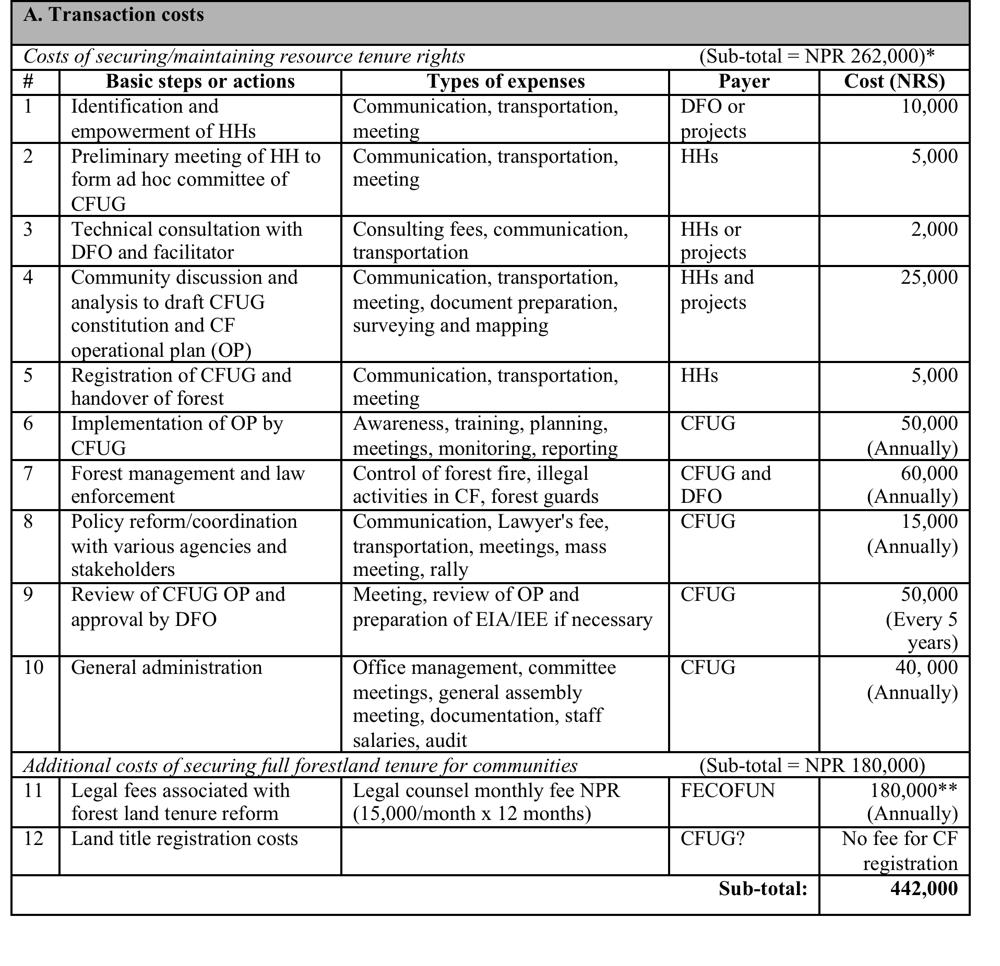 A. Transaction costs
Costs of securing/maintaining resource tenure rights (Sub-total = NPR 262,000)*
# Basic steps or actions Types of expenses Payer Cost (NRS)
1 Identification and Communication, transportation, DFO or 10,000
empowerment of HHs meeting projects
2 Preliminary meeting of HH to Communication, transportation, HHs 5,000
form ad hoc committee of meeting
CFUG
3 Technical consultation with Consulting fees, communication, HHs or 2,000
DFO and facilitator transportation projects
4 Community discussion and Communication, transportation, HHs and 25,000
analysis to draft CFUG meeting, document preparation, projects
constitution and CF surveying and mapping
operational plan (OP)
5 Registration of CFUG and Communication, transportation, HHs 5,000
handover of forest meeting
6 Implementation of OP by Awareness, training, planning, CFUG 50,000
CFUG meetings, monitoring, reporting (Annually)
7 Forest management and law Control of forest fire, illegal CFUG and 60,000
enforcement activities in CF, forest guards DFO (Annually)
8 Policy reform/coordination Communication, Lawyer's fee, CFUG 15,000
with various agencies and transportation, meetings, mass (Annually)
stakeholders meeting, rally
9 Review of CFUG OP and Meeting, review of OP and CFUG 50,000
approval by DFO preparation of EIA/IEE if necessary (Every 5
years)
10 General administration Office management, committee CFUG 40, 000
meetings, general assembly (Annually)
meeting, documentation, staff
salaries, audit
Additional costs of securing full forestland tenure for communities (Sub-total = NPR 180,000)
11 Legal fees associated with Legal counsel monthly fee NPR FECOFUN 180,000**
forest land tenure reform (15,000/month x 12 months) (Annually)
12 Land title registration costs CFUG? No fee for CF
registration
Sub-total: 442,000